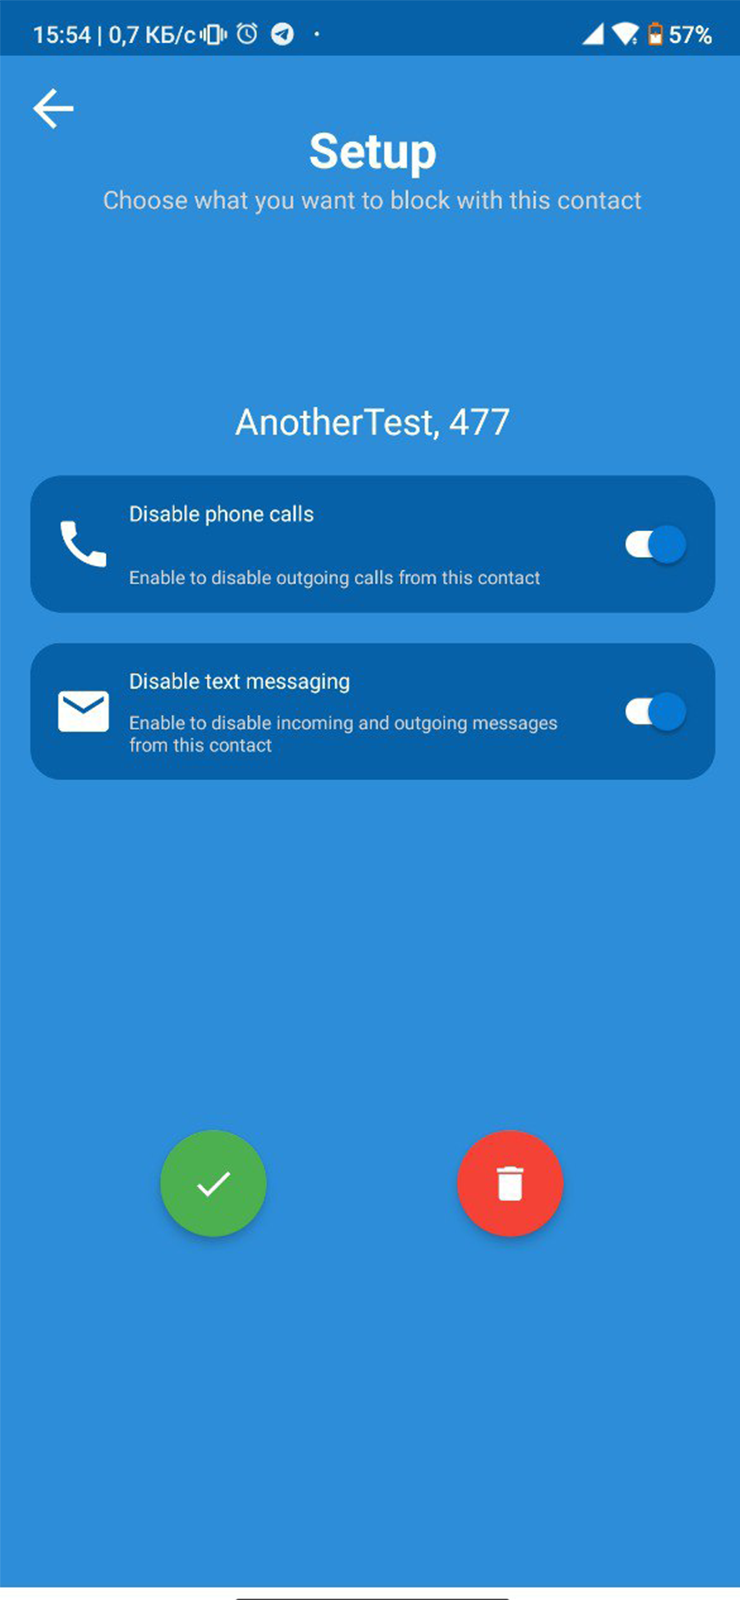 15:54 | 0,7 КБ/с 57%
Setup
Choose what you want to block with this contact
AnotherTest, 477
Disable phone calls
Enable to disable outgoing calls from this contact
Disable text messaging
Enable to disable incoming and outgoing messages
from this contact